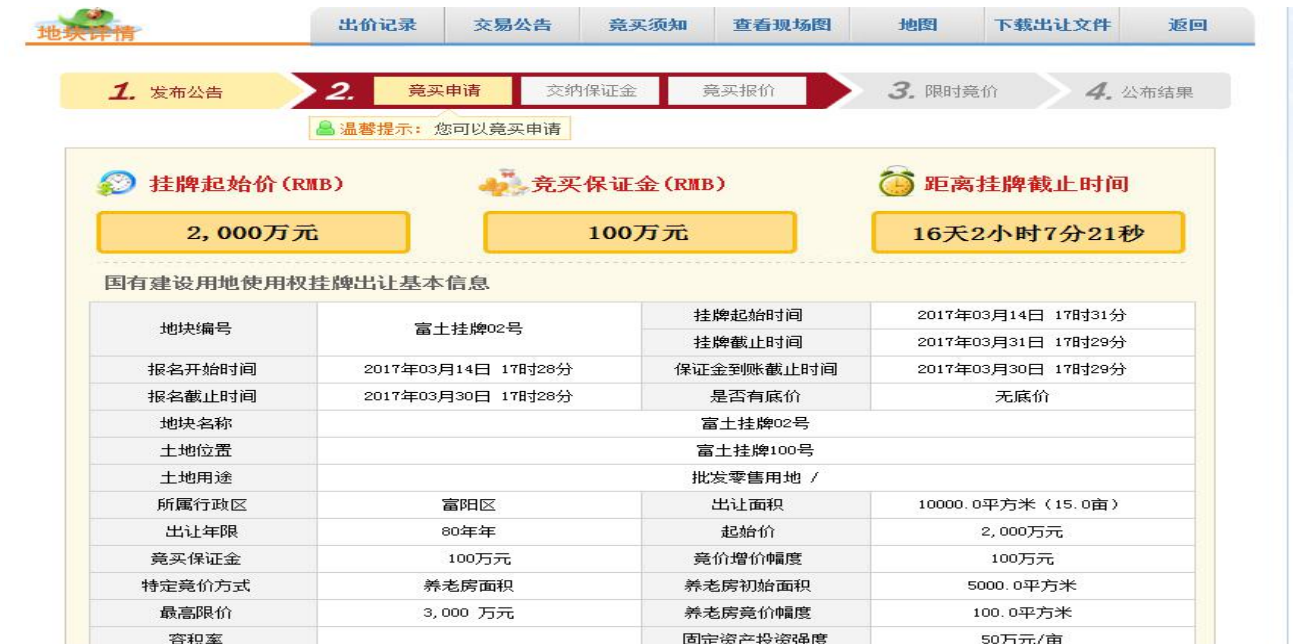 地块详情
出价记录 交易公告 竞买须知 查看现场图 地图 下载出让文件 返回
1. 发布公告 2. 竞买申请 交纳保证金 竞买报价 3. 限时竞价 4. 公布结果
温馨提示: 您可以竞买申请
挂牌起始价(RMB) 竞买保证金(RMB) 距离挂牌截止时间
2,000万元 100万元 16天2小时7分21秒
国有建设用地使用权挂牌出让基本信息
地块编号 富土挂牌02号 挂牌起始时间 2017年03月14日 17时31分
挂牌截止时间 2017年03月31日 17时29分
报名开始时间 2017年03月14日 17时28分 保证金到账截止时间 2017年03月30日 17时29分
报名截止时间 2017年03月30日 17时28分 是否有底价 无底价
地块名称 富土挂牌02号
土地位置 富土挂牌100号
土地用途 批发零售用地 /
所属行政区 富阳区 出让面积 10000.0平方米（15.0亩）
出让年限 80年年 起始价 2,000万元
竞买保证金 100万元 竞价增价幅度 100万元
特定竞价方式 养老房面积 养老房初始面积 5000.0平方米
最高限价 3,000 万元 养老房竞价幅度 100.0平方米
容积率 固定资产投资强度 50万元/亩